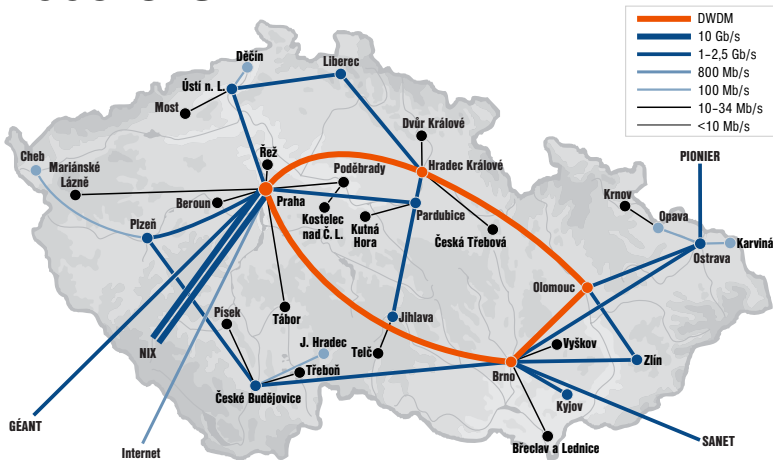 DWDM
10 Gb/s
1–2,5 Gb/s
800 Mb/s
100 Mb/s
10–34 Mb/s
<10 Mb/s
Děčín
Liberec
Ústí n. L.
Most
Dvůr Králové
Cheb
Mariánské
Lázně
Řež
Poděbrady
Hradec Králové
PIONIER
Beroun
Praha
Kostelec
nad Č. L.
Kutná
Hora
Pardubice
Česká Třebová
Krnov
Opava
Karviná
Ostrava
Plzeň
Olomouc
Písek
Tábor
Jihlava
J. Hradec
Telč
Vyškov
NIX
Třeboň
Brno
Zlín
České Budějovice
Kyjov
GÉANT
Internet
Břeclav a Lednice
SANET